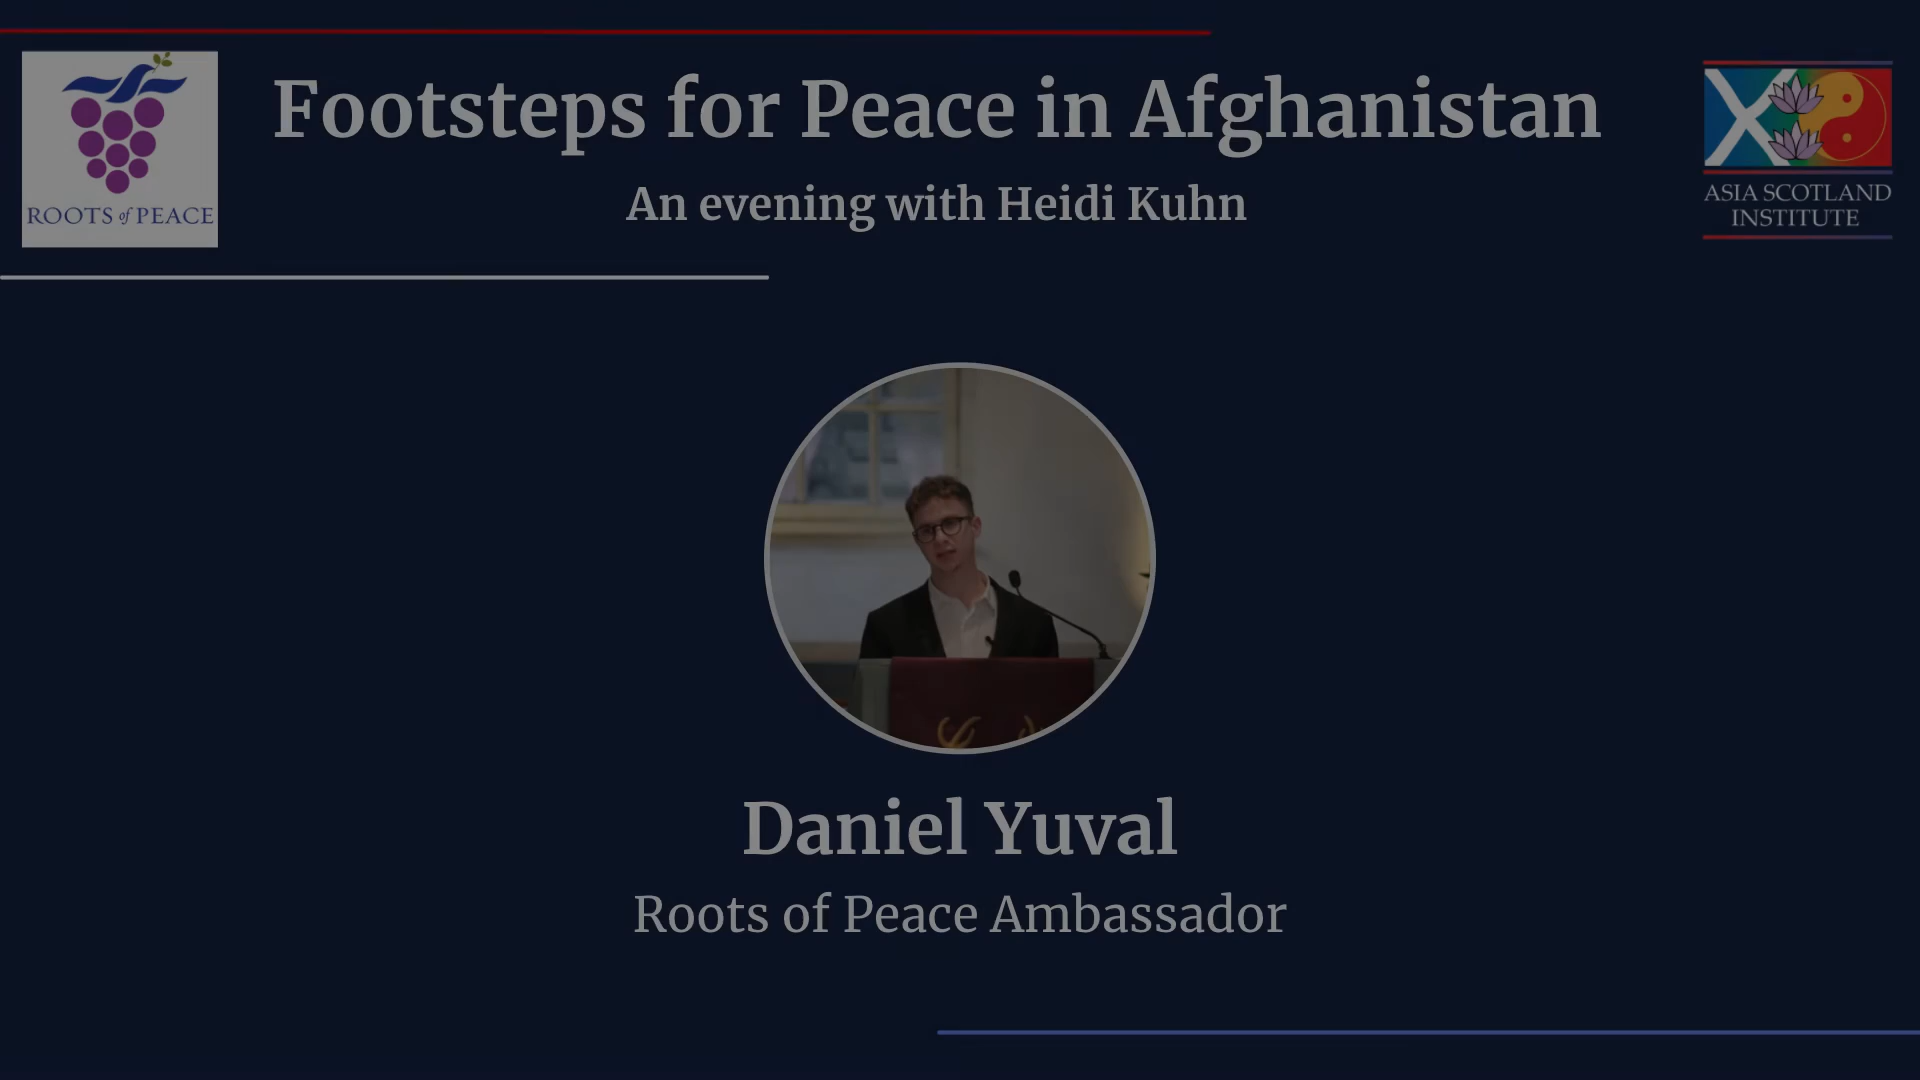 Footsteps for Peace in Afghanistan
An evening with Heidi Kuhn
ROOTS of PEACE
ASIA SCOTLAND
INSTITUTE
Daniel Yuval
Roots of Peace Ambassador